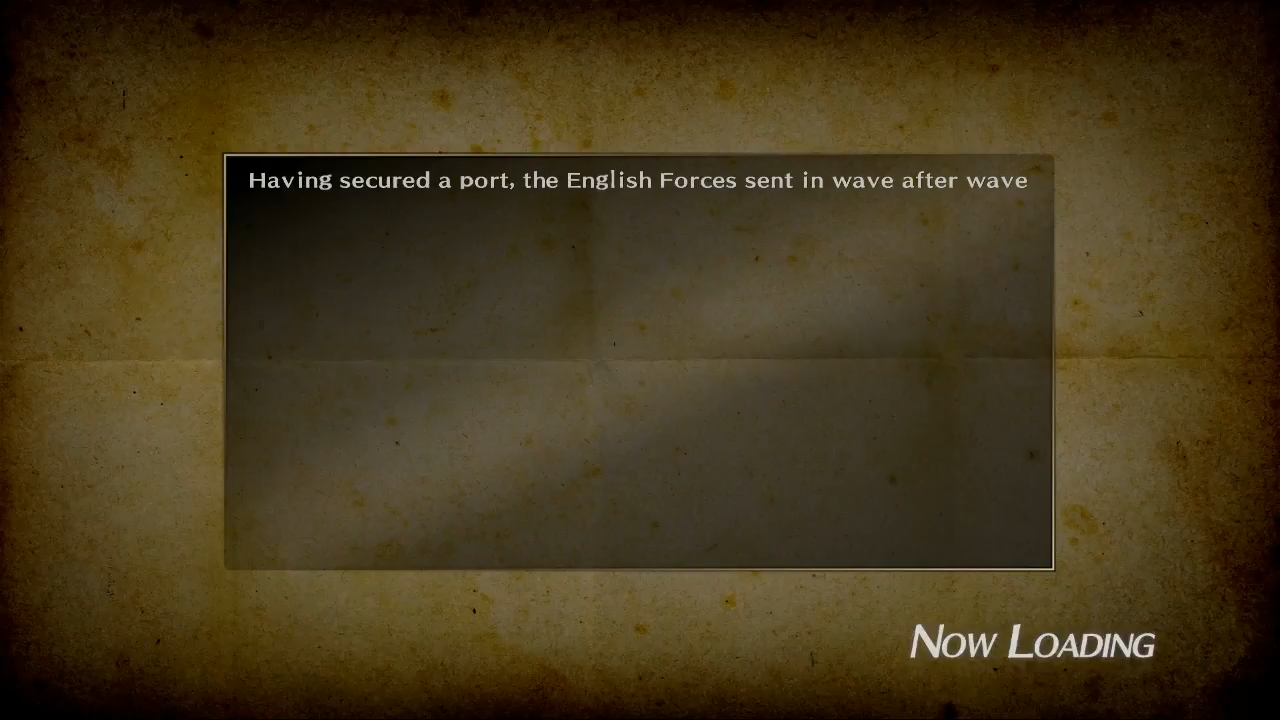 Having secured a port, the English Forces sent in wave after wave
Now Loading